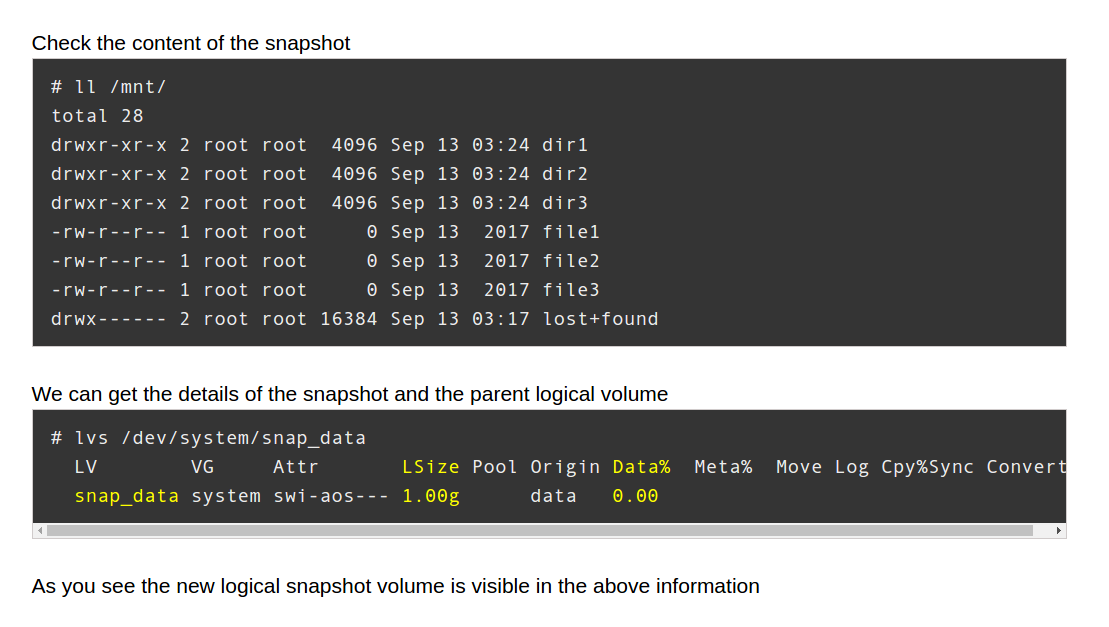 Check the content of the snapshot
# ll /mnt/
total 28
drwxr-xr-x 2 root root  4096 Sep 13 03:24 dir1
drwxr-xr-x 2 root root  4096 Sep 13 03:24 dir2
drwxr-xr-x 2 root root  4096 Sep 13 03:24 dir3
-rw-r--r-- 1 root root     0 Sep 13  2017 file1
-rw-r--r-- 1 root root     0 Sep 13  2017 file2
-rw-r--r-- 1 root root     0 Sep 13  2017 file3
drwx------ 2 root root 16384 Sep 13 03:17 lost+found
We can get the details of the snapshot and the parent logical volume
# lvs /dev/system/snap_data
  LV        VG     Attr       LSize Pool Origin Data%  Meta%  Move Log Cpy%Sync Convert
  snap_data system swi-aos--- 1.00g      data   0.00
As you see the new logical snapshot volume is visible in the above information